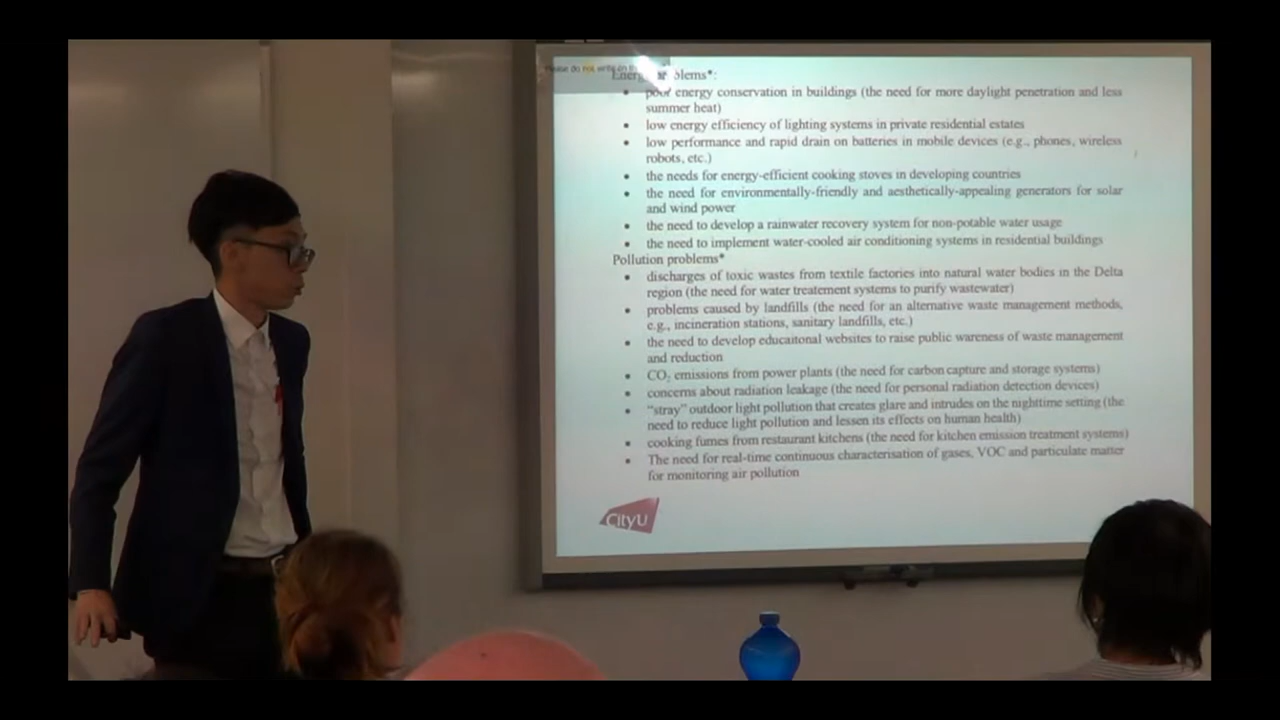 Please do not write on
Energy problems*:
• poor energy conservation in buildings (the need for more daylight penetration and less
summer heat)
• low energy efficiency of lighting systems in private residential estates
• low performance and rapid drain on batteries in mobile devices (e.g., phones, wireless
robots, etc.)
• the needs for energy-efficient cooking stoves in developing countries
• the need for environmentally-friendly and aesthetically-appealing generators for solar
and wind power
• the need to develop a rainwater recovery system for non-potable water usage
• the need to implement water-cooled air conditioning systems in residential buildings
Pollution problems*
• discharges of toxic wastes from textile factories into natural water bodies in the Delta
region (the need for water treatement systems to purify wastewater)
• problems caused by landfills (the need for an alternative waste management methods,
e.g., incineration stations, sanitary landfills, etc.)
• the need to develop educaitonal websites to raise public wareness of waste management
and reduction
• CO₂ emissions from power plants (the need for carbon capture and storage systems)
• concerns about radiation leakage (the need for personal radiation detection devices)
• “stray” outdoor light pollution that creates glare and intrudes on the nighttime setting (the
need to reduce light pollution and lessen its effects on human health)
• cooking fumes from restaurant kitchens (the need for kitchen emission treatment systems)
• The need for real-time continuous characterisation of gases, VOC and particulate matter
for monitoring air pollution
CityU